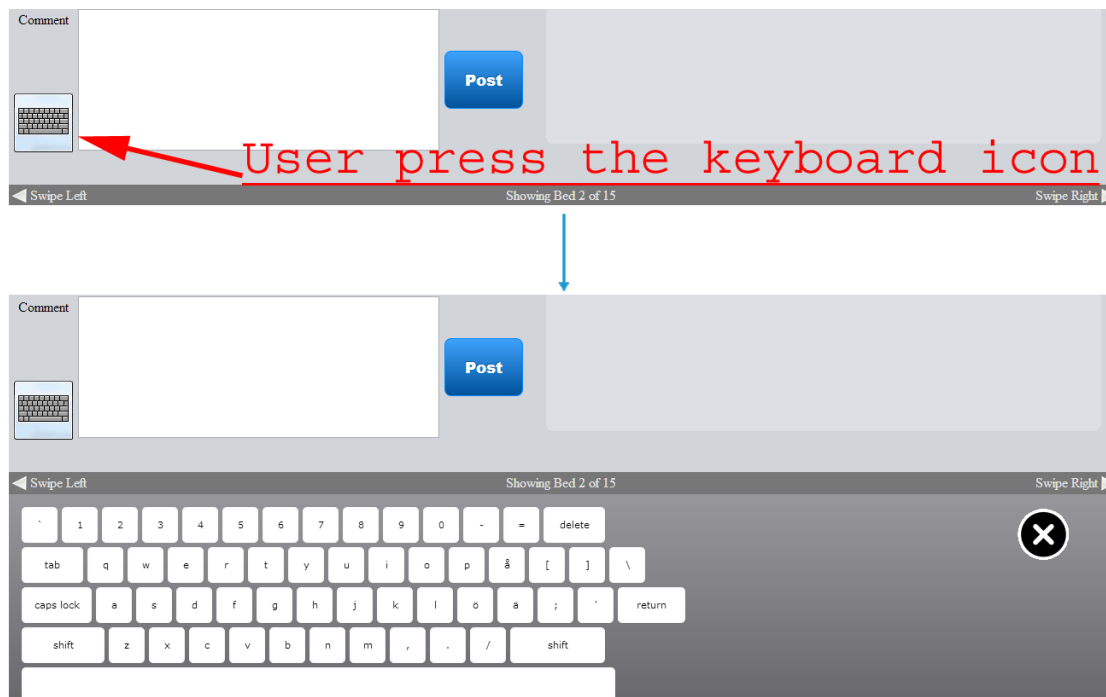 Comment
Post
User press the keyboard icon
Swipe Left Showing Bed 2 of 15 Swipe Right
Comment
Post
Swipe Left Showing Bed 2 of 15 Swipe Right
` 1 2 3 4 5 6 7 8 9 0 - = delete
tab q w e r t y u i o p å [ ] \
caps lock a s d f g h j k l ö ä ; ' return
shift z x c v b n m , . / shift